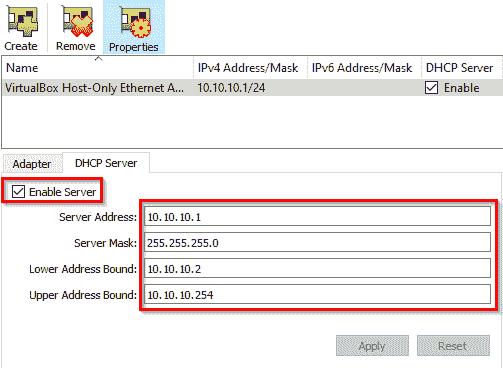 Create Remove Properties
Name IPv4 Address/Mask IPv6 Address/Mask DHCP Server
VirtualBox Host-Only Ethernet A... 10.10.10.1/24 Enable
Adapter DHCP Server
Enable Server
Server Address: 10.10.10.1
Server Mask: 255.255.255.0
Lower Address Bound: 10.10.10.2
Upper Address Bound: 10.10.10.254
Apply Reset